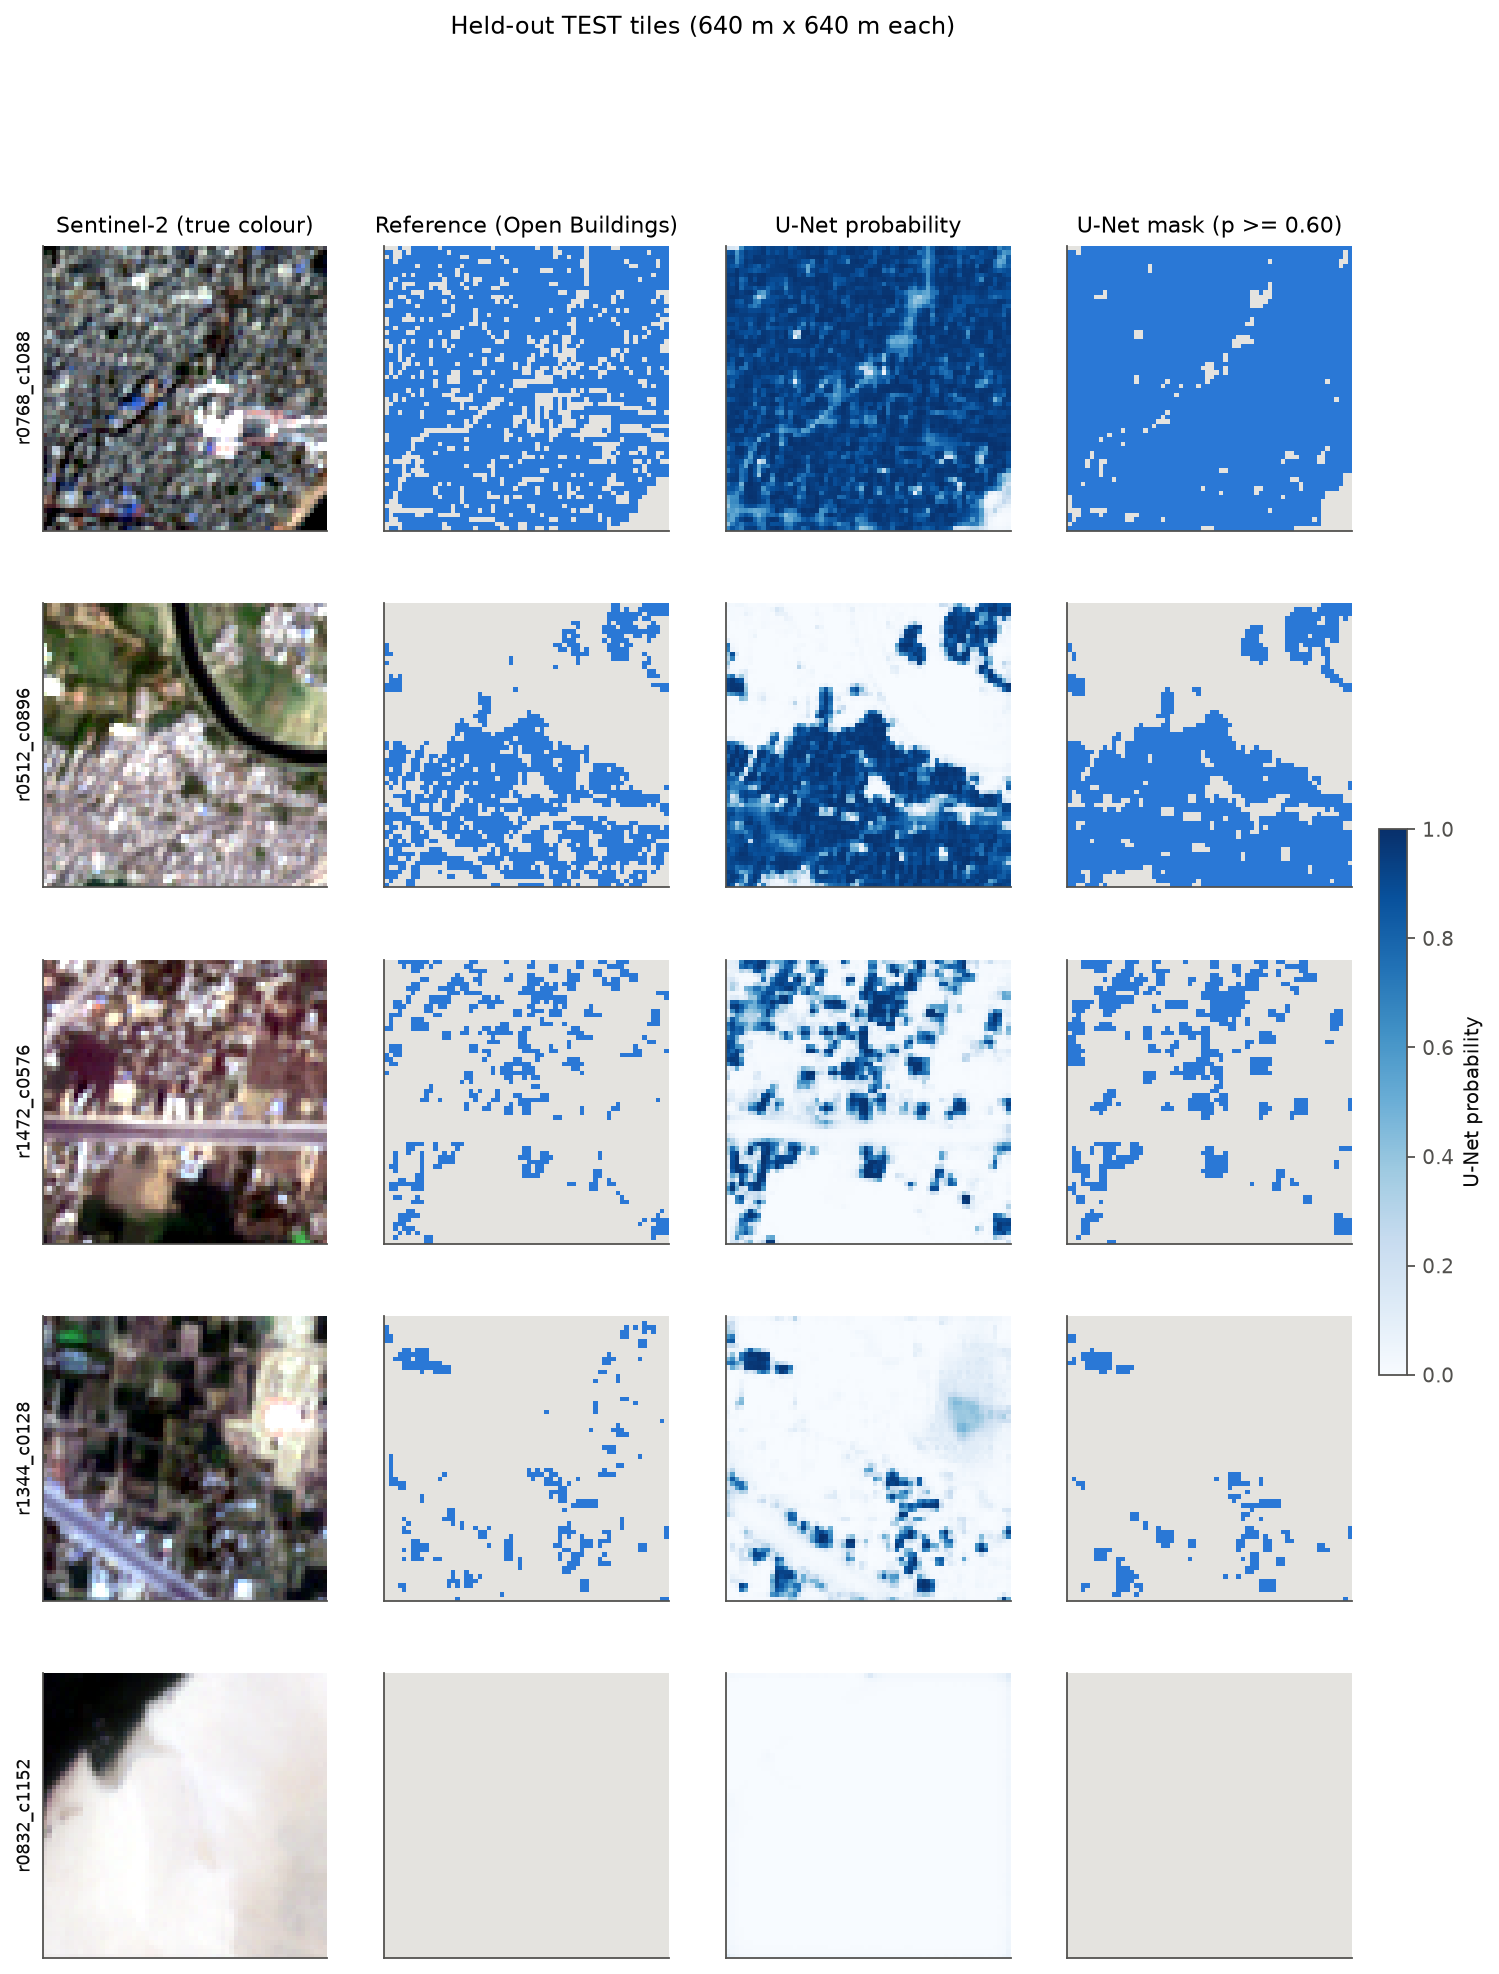 Held-out TEST tiles (640 m x 640 m each)
Sentinel-2 (true colour)
Reference (Open Buildings)
U-Net probability
U-Net mask (p >= 0.60)
r0768_c1088
r0512_c0896
r1472_c0576
r1344_c0128
r0832_c1152
1.0
0.8
0.6
0.4
0.2
0.0
U-Net probability